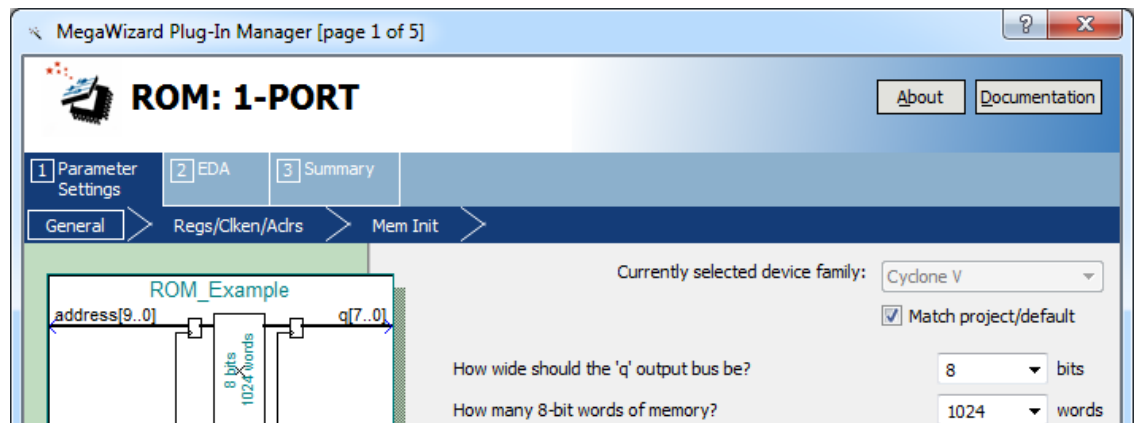 MegaWizard Plug-In Manager [page 1 of 5]
ROM: 1-PORT
About
Documentation
1 Parameter Settings
2 EDA
3 Summary
General
Regs/Clken/Aclrs
Mem Init
Currently selected device family:
Cyclone V
Match project/default
ROM_Example
address[9..0]
q[7..0]
8 bits
1024 words
How wide should the 'q' output bus be?
8
bits
How many 8-bit words of memory?
1024
words